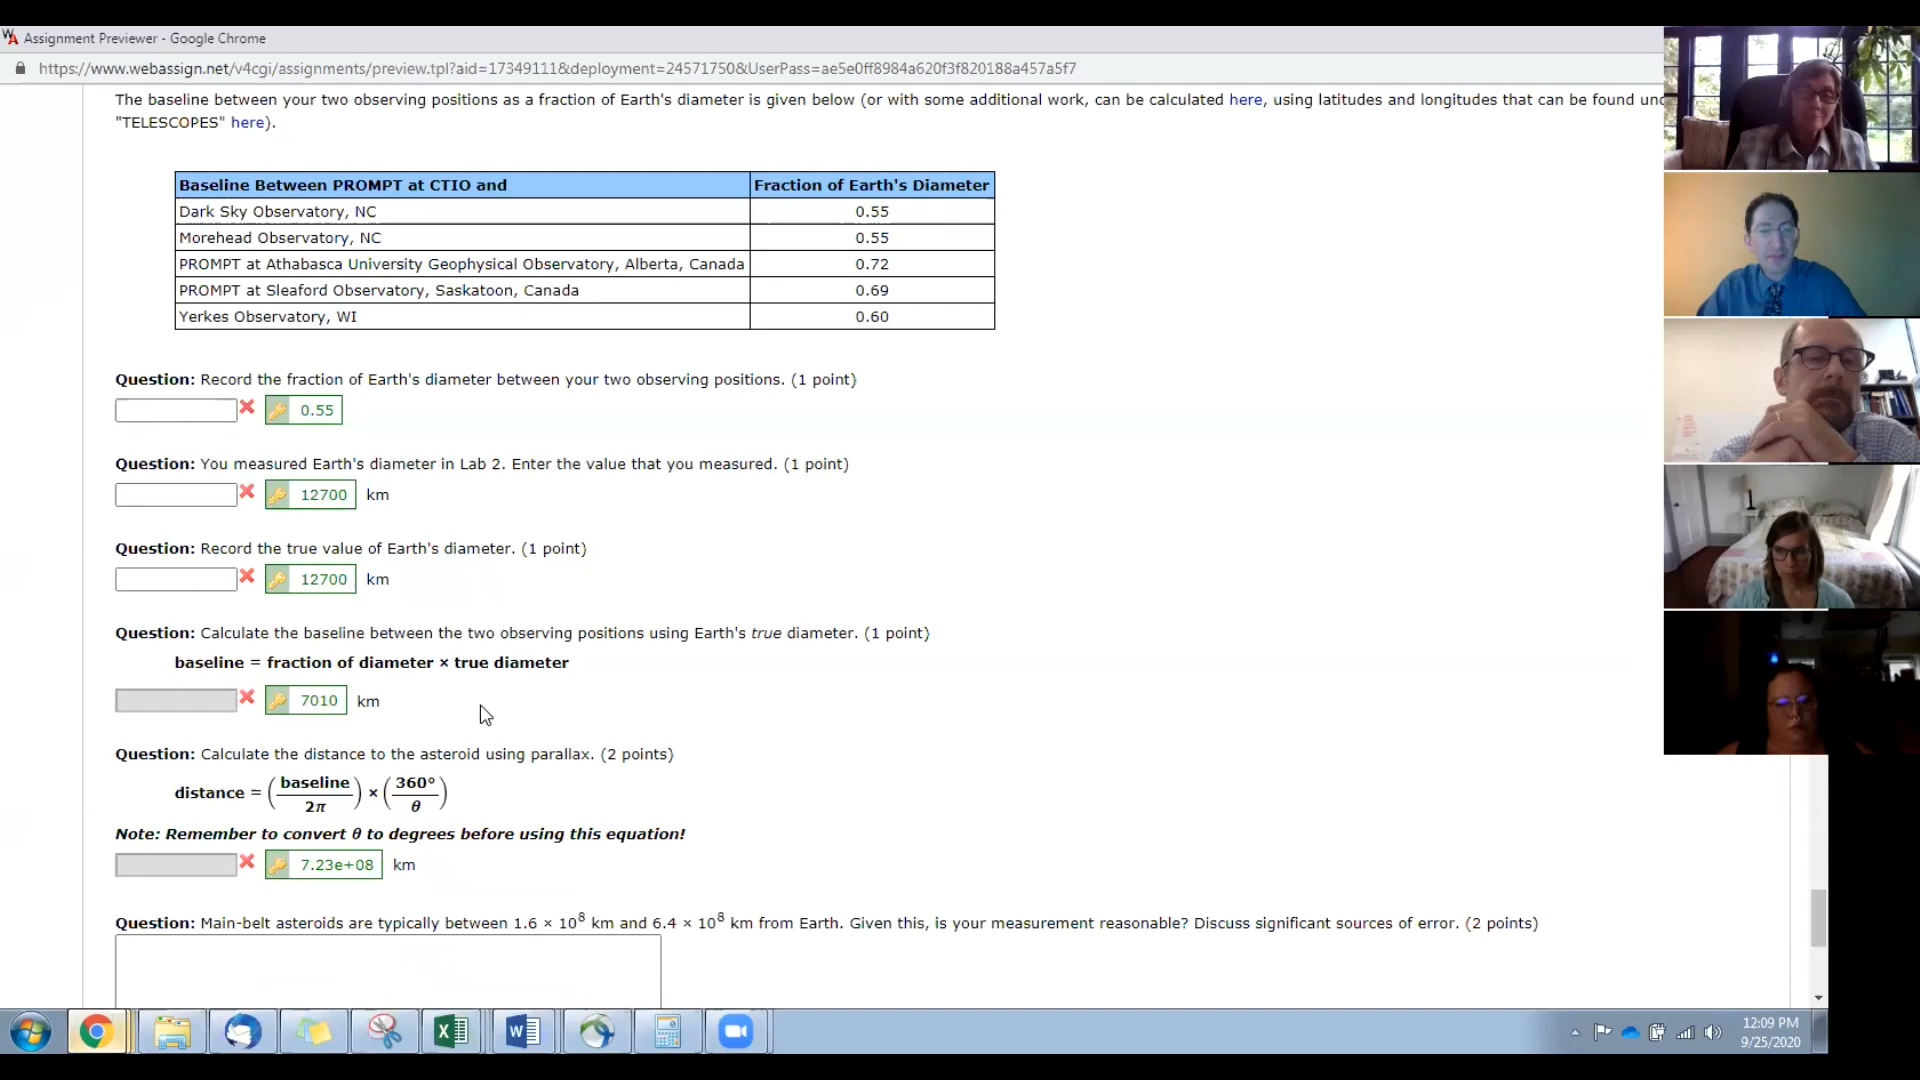 Assignment Previewer - Google Chrome
https://www.webassign.net/v4cgi/assignments/preview.tpl?aid=17349111&deployment=24571750&UserPass=ae5e0ff8984a620f3f820188a457a5f7
The baseline between your two observing positions as a fraction of Earth's diameter is given below (or with some additional work, can be calculated here, using latitudes and longitudes that can be found
"TELESCOPES" here).
Baseline Between PROMPT at CTIO and Fraction of Earth's Diameter
Dark Sky Observatory, NC 0.55
Morehead Observatory, NC 0.55
PROMPT at Athabasca University Geophysical Observatory, Alberta, Canada 0.72
PROMPT at Sleaford Observatory, Saskatoon, Canada 0.69
Yerkes Observatory, WI 0.60
Question: Record the fraction of Earth's diameter between your two observing positions. (1 point)
0.55
Question: You measured Earth's diameter in Lab 2. Enter the value that you measured. (1 point)
12700 km
Question: Record the true value of Earth's diameter. (1 point)
12700 km
Question: Calculate the baseline between the two observing positions using Earth's true diameter. (1 point)
baseline = fraction of diameter × true diameter
7010 km
Question: Calculate the distance to the asteroid using parallax. (2 points)
distance = (baseline / 2π) × (360° / θ)
Note: Remember to convert θ to degrees before using this equation!
7.23e+08 km
Question: Main-belt asteroids are typically between 1.6 × 10⁸ km and 6.4 × 10⁸ km from Earth. Given this, is your measurement reasonable? Discuss significant sources of error. (2 points)
12:09 PM
9/25/2020